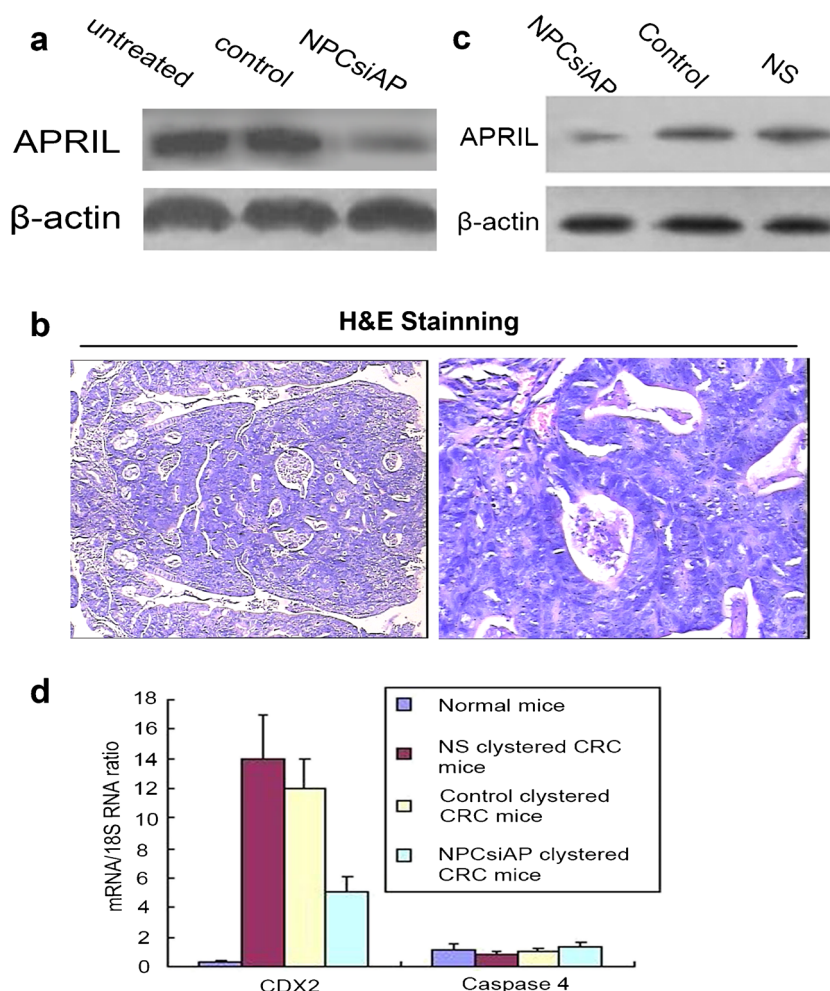 a
untreated
control
NPCsiAP
APRIL
β-actin
c
NPCsiAP
Control
NS
APRIL
β-actin
b
H&E Stainning
d
mRNA/18S RNA ratio
18
16
14
12
10
8
6
4
2
0
CDX2
Caspase 4
Normal mice
NS clystered CRC
mice
Control clystered
CRC mice
NPCsiAP clystered
CRC mice